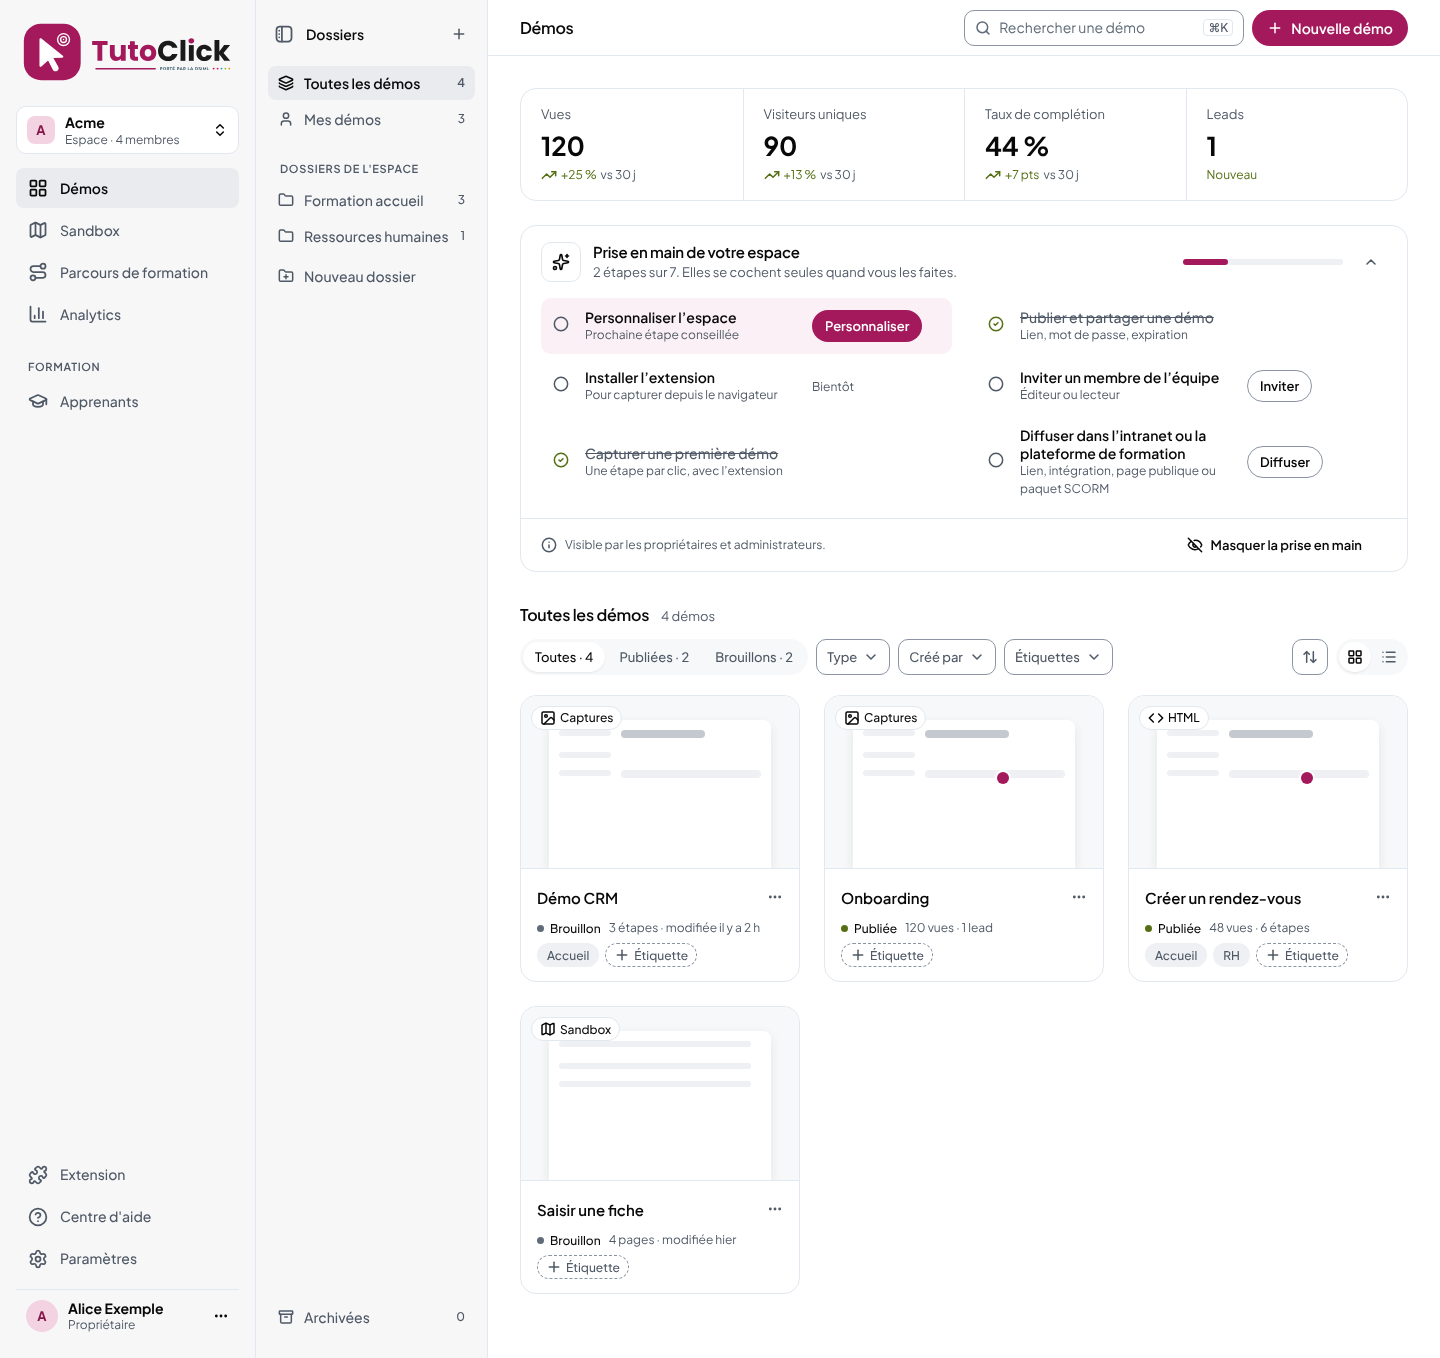 TutoClick
PORTÉ PAR LA DSIML
Acme
A
Espace · 4 membres
Démos
Sandbox
Parcours de formation
Analytics
FORMATION
Apprenants
Extension
Centre d'aide
Paramètres
A
Alice Exemple
Propriétaire
Dossiers
Toutes les démos 4
Mes démos 3
DOSSIERS DE L'ESPACE
Formation accueil 3
Ressources humaines 1
Nouveau dossier
Archivées 0
Démos
Rechercher une démo ⌘K
Nouvelle démo
Vues
120
+25 % vs 30 j
Visiteurs uniques
90
+13 % vs 30 j
Taux de complétion
44 %
+7 pts vs 30 j
Leads
1
Nouveau
Prise en main de votre espace
2 étapes sur 7. Elles se cochent seules quand vous les faites.
Personnaliser l’espace
Prochaine étape conseillée
Personnaliser
Publier et partager une démo
Lien, mot de passe, expiration
Installer l’extension
Pour capturer depuis le navigateur
Bientôt
Inviter un membre de l’équipe
Éditeur ou lecteur
Inviter
Capturer une première démo
Une étape par clic, avec l’extension
Diffuser dans l’intranet ou la
plateforme de formation
Lien, intégration, page publique ou
paquet SCORM
Diffuser
Visible par les propriétaires et administrateurs.
Masquer la prise en main
Toutes les démos 4 démos
Toutes · 4 Publiées · 2 Brouillons · 2 Type Créé par Étiquettes
Captures
Démo CRM
Brouillon 3 étapes · modifiée il y a 2 h
Accueil Étiquette
Captures
Onboarding
Publiée 120 vues · 1 lead
Étiquette
HTML
Créer un rendez-vous
Publiée 48 vues · 6 étapes
Accueil RH Étiquette
Sandbox
Saisir une fiche
Brouillon 4 pages · modifiée hier
Étiquette